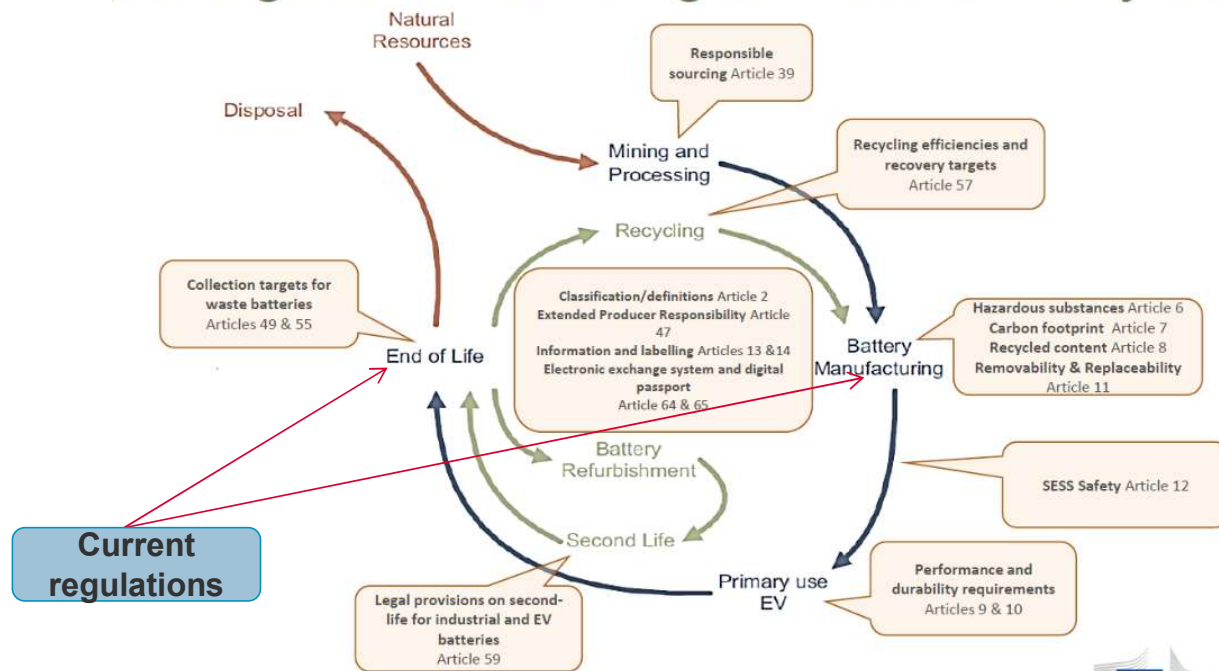 Natural
Resources
Responsible
sourcing Article 39
Disposal
Mining and
Processing
Recycling efficiencies and
recovery targets
Article 57
Recycling
Collection targets for
waste batteries
Articles 49 & 55
Classification/definitions Article 2
Extended Producer Responsibility Article
47
Information and labelling Articles 13 &14
Electronic exchange system and digital
passport
Article 64 & 65
Hazardous substances Article 6
Carbon footprint Article 7
Recycled content Article 8
Removability & Replaceability
Article 11
End of Life
Battery
Manufacturing
Battery
Refurbishment
SESS Safety Article 12
Current
regulations
Second Life
Primary use
EV
Performance and
durability requirements
Articles 9 & 10
Legal provisions on second-
life for industrial and EV
batteries
Article 59